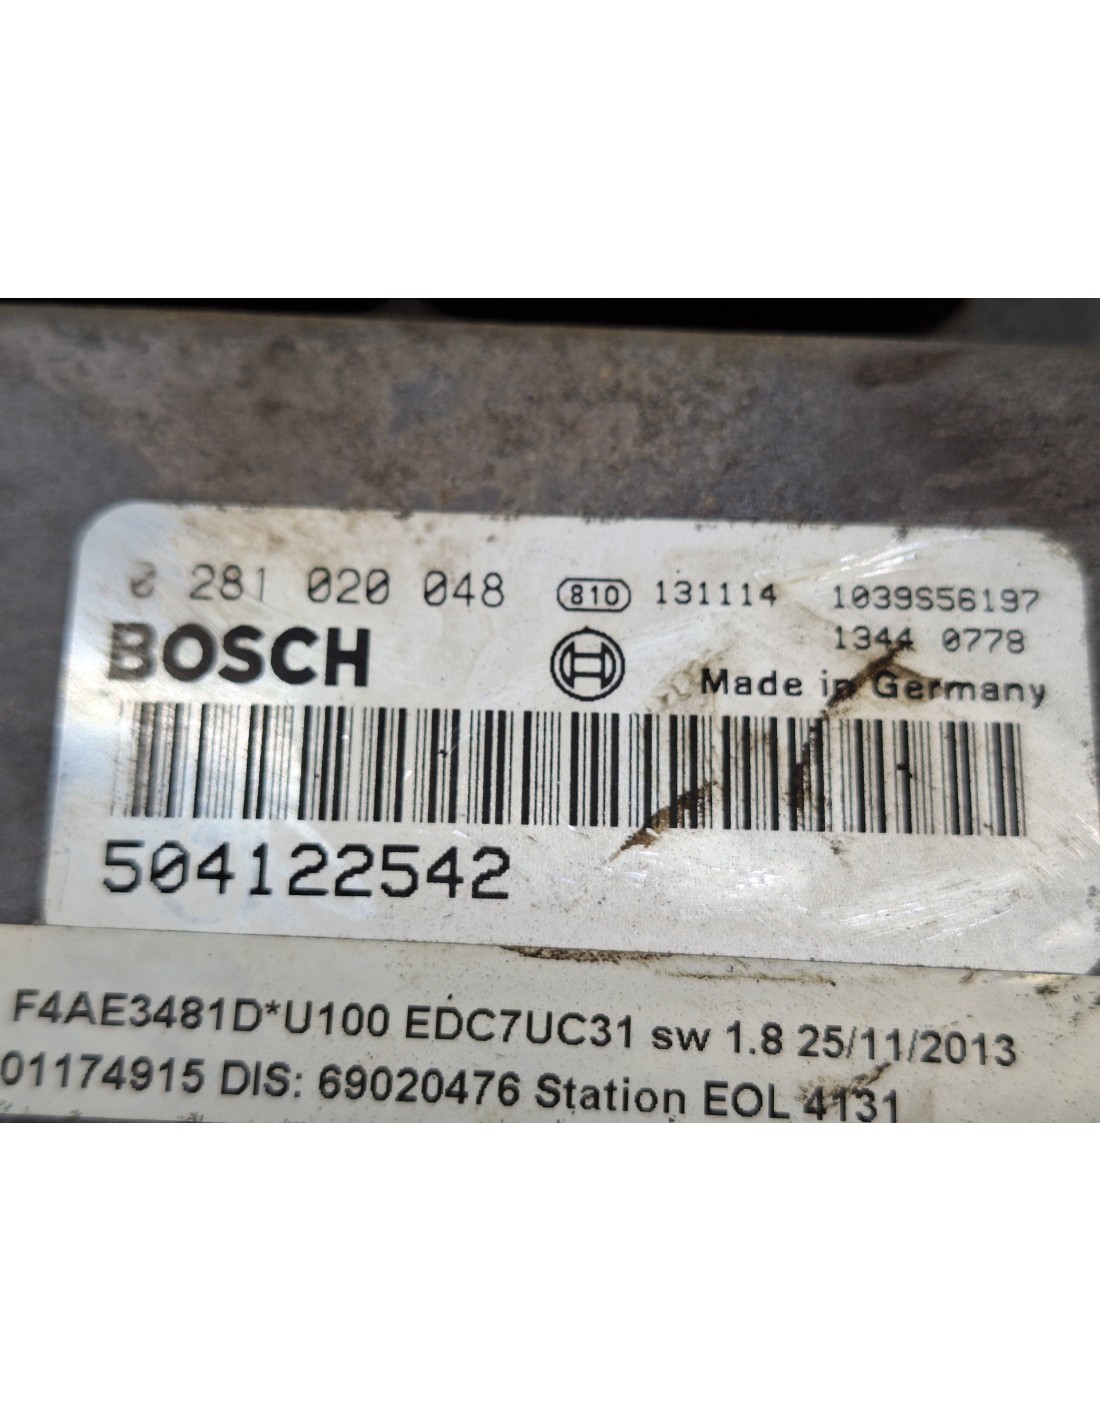 0 281 020 048 810 131114 1039S56197
BOSCH 1344 0778
Made in Germany
504122542
F4AE3481D*U100 EDC7UC31 sw 1.8 25/11/2013
01174915 DIS: 69020476 Station EOL 4131